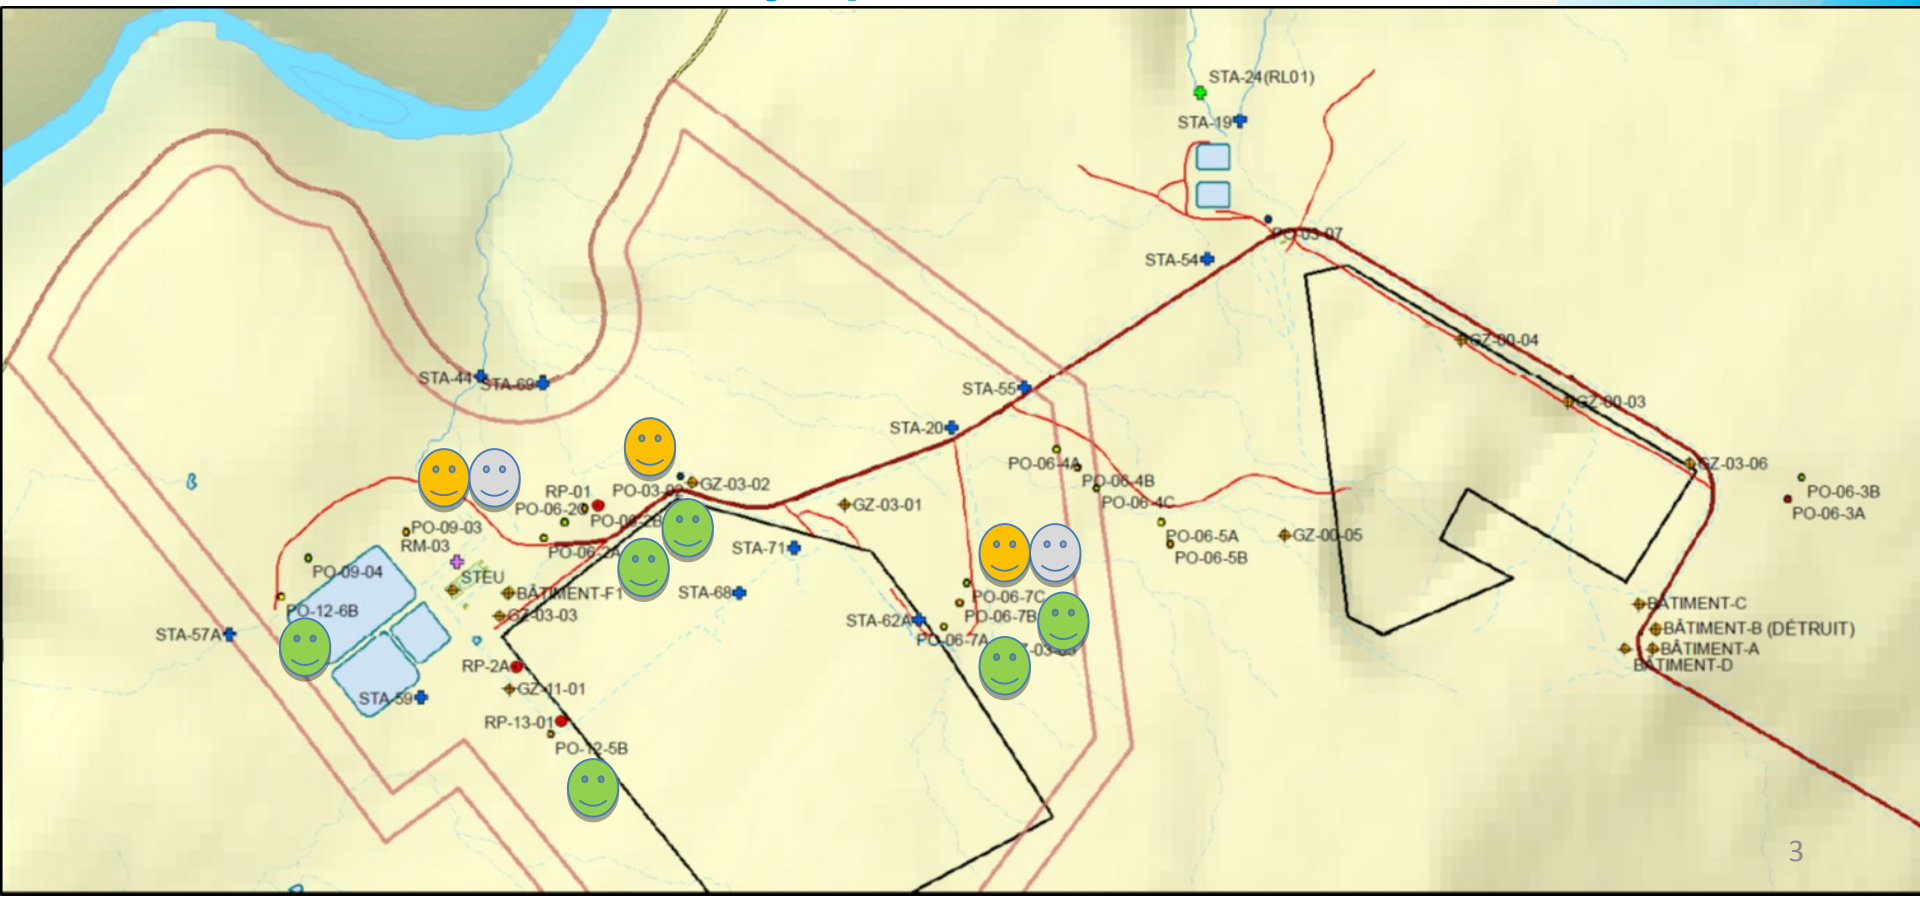 STA-24(RL01)
STA-19
PO-03-07
STA-54
GZ-00-04
STA-44
STA-69
STA-55
GZ-00-03
STA-20
PO-06-4A
GZ-03-06
PO-06-4B
PO-06-3B
GZ-03-02
RP-01
PO-06-4C
GZ-03-01
PO-06-3A
PO-09-03
PO-06-2B
PO-06-5A
GZ-00-05
RM-03
PO-06-2A
STA-71
PO-06-5B
PO-09-04
STEU
BÂTIMENT-F1
STA-68
PO-06-7C
BÂTIMENT-C
PO-12-6B
GZ-03-03
PO-06-7B
STA-62A
BÂTIMENT-B (DÉTRUIT)
STA-57A
PO-06-7A
BÂTIMENT-A
RP-2A
BÂTIMENT-D
GZ-11-01
STA-59
RP-13-01
PO-12-5B
3